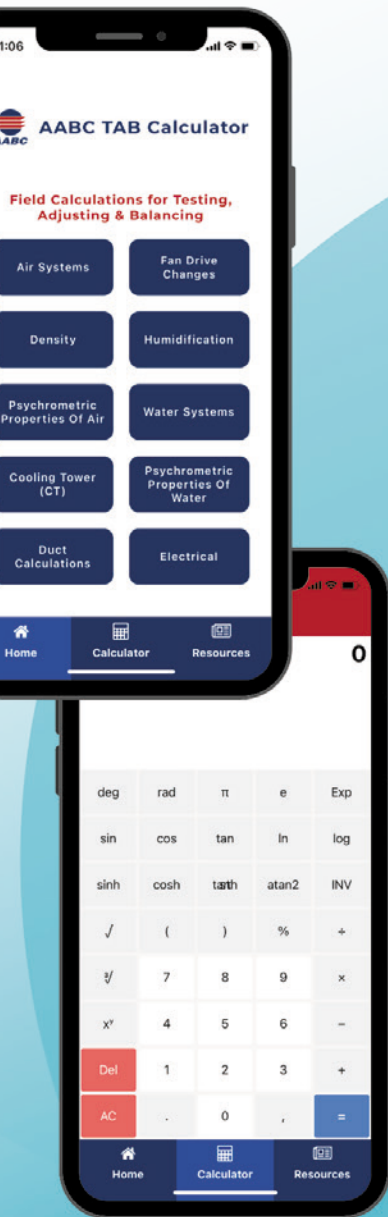 1:06
AABC
AABC TAB Calculator
Field Calculations for Testing,
Adjusting & Balancing
Air Systems
Fan Drive
Changes
Density
Humidification
Psychrometric
Properties Of Air
Water Systems
Cooling Tower
(CT)
Psychrometric
Properties Of
Water
Duct
Calculations
Electrical
Home
Calculator
Resources
0
deg rad π e Exp
sin cos tan ln log
sinh cosh atan2 INV
√ ( ) % ÷
∛ 7 8 9 ×
xʸ 4 5 6 −
Del 1 2 3 +
AC . 0 , =
Home
Calculator
Resources